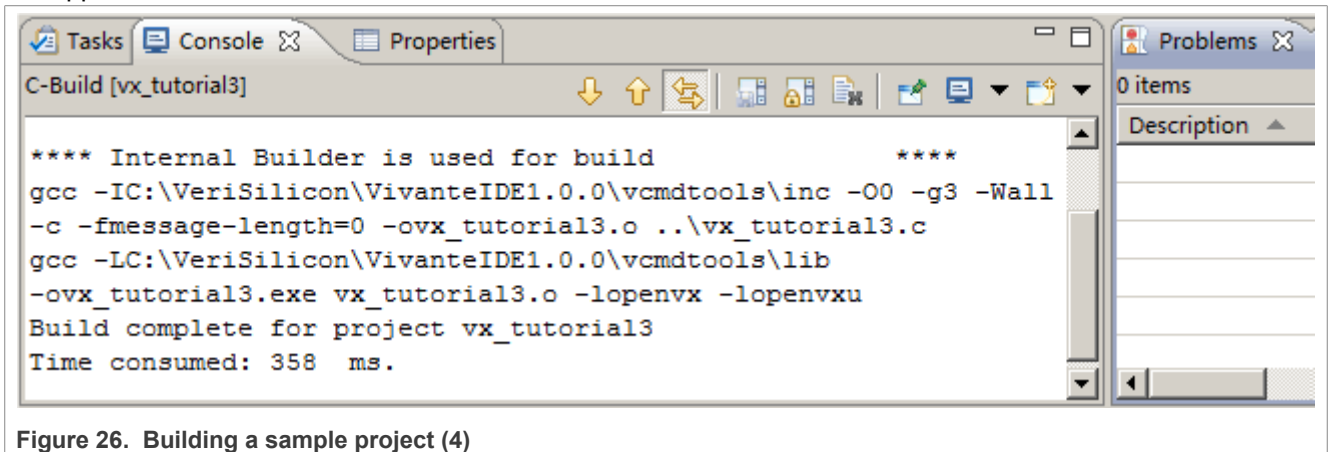 Tasks Console Properties
Problems
C-Build [vx_tutorial3]
0 items
Description
**** Internal Builder is used for build ****
gcc -IC:\VeriSilicon\VivanteIDE1.0.0\vcmdtools\inc -O0 -g3 -Wall
-c -fmessage-length=0 -ovx_tutorial3.o ..\vx_tutorial3.c
gcc -LC:\VeriSilicon\VivanteIDE1.0.0\vcmdtools\lib
-ovx_tutorial3.exe vx_tutorial3.o -lopenvx -lopenvxu
Build complete for project vx_tutorial3
Time consumed: 358  ms.
Figure 26. Building a sample project (4)